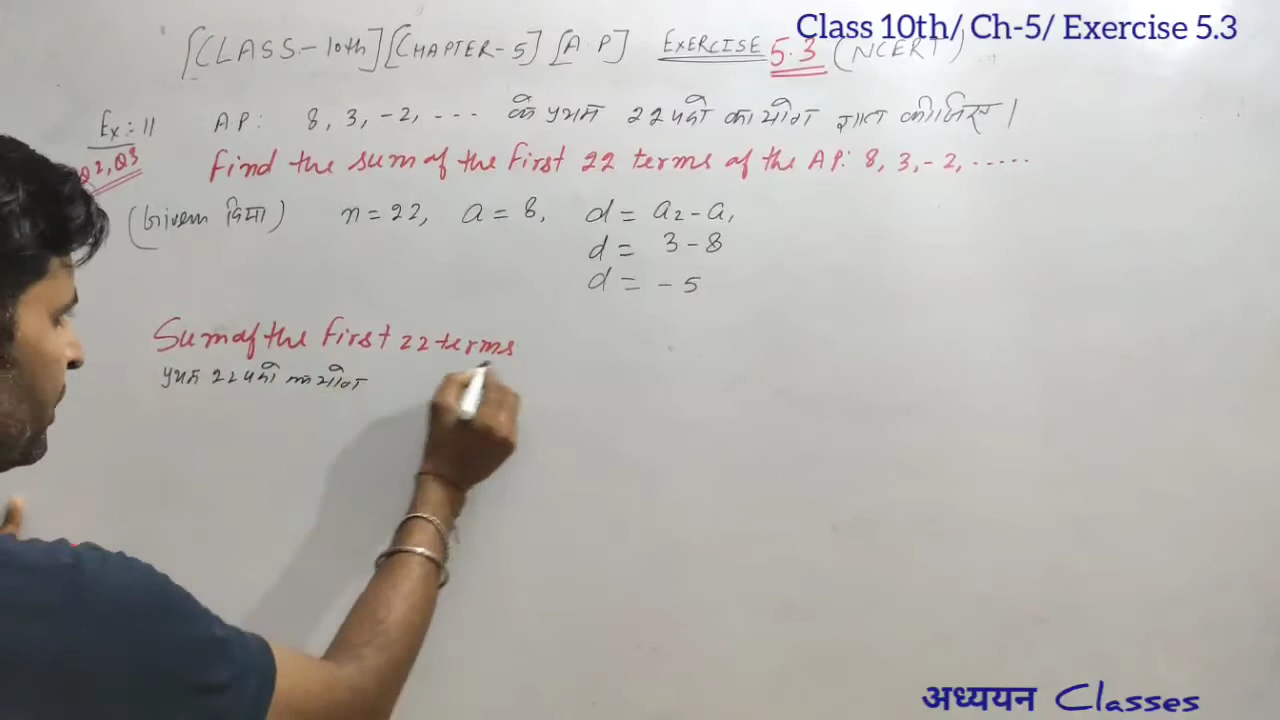 Class 10th/ Ch-5/ Exercise 5.3
[CLASS-10th] [CHAPTER-5] [A.P] EXERCISE 5.3 (NCERT)
Ex:-11 A.P: 8, 3, -2, --- के प्रथम 22 पदों का योग ज्ञात कीजिए।
Q2, Q3 Find the sum of the First 22 terms of the AP: 8, 3, -2, ......
(Given दिया) n = 22, a = 8, d = a₂ - a₁
d = 3 - 8
d = - 5
Sum of the First 22 terms
प्रथम 22 पदों का योग
अध्ययन Classes